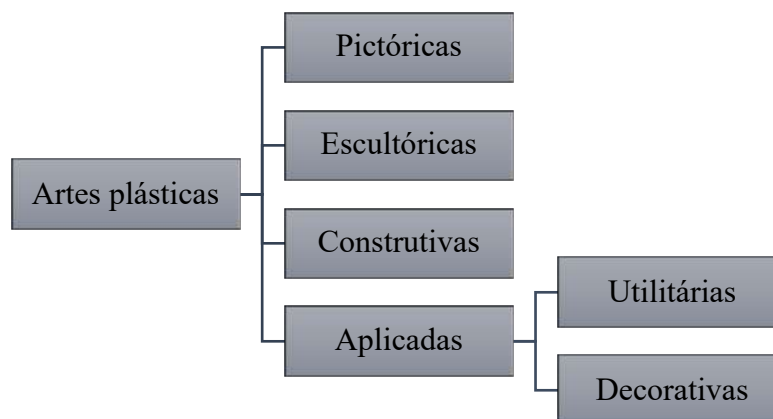 Pictóricas
Escultóricas
Artes plásticas
Construtivas
Utilitárias
Aplicadas
Decorativas